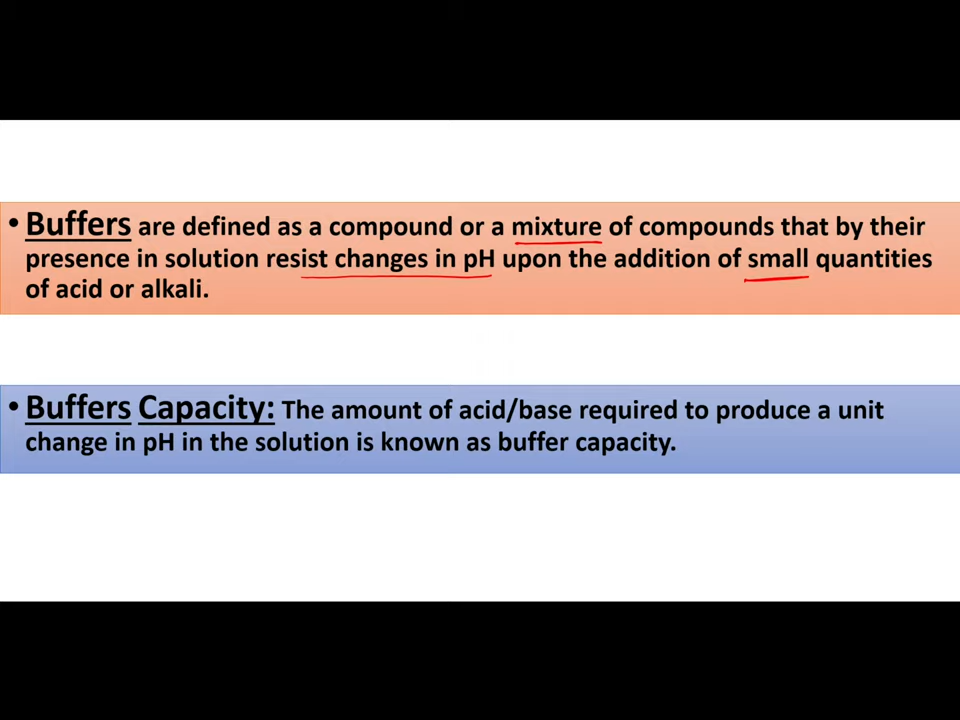 • Buffers are defined as a compound or a mixture of compounds that by their
presence in solution resist changes in pH upon the addition of small quantities
of acid or alkali.
• Buffers Capacity: The amount of acid/base required to produce a unit
change in pH in the solution is known as buffer capacity.